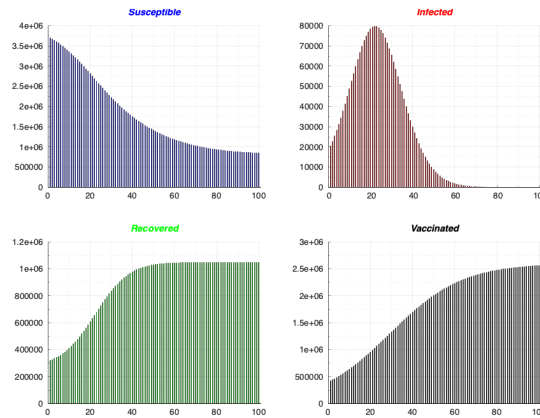 Susceptible
4e+06
3.5e+06
3e+06
2.5e+06
2e+06
1.5e+06
1e+06
500000
0
0 20 40 60 80 100
Infected
80000
70000
60000
50000
40000
30000
20000
10000
0
0 20 40 60 80 100
Recovered
1.2e+06
1e+06
800000
600000
400000
200000
0
0 20 40 60 80 100
Vaccinated
3e+06
2.5e+06
2e+06
1.5e+06
1e+06
500000
0
0 20 40 60 80 100